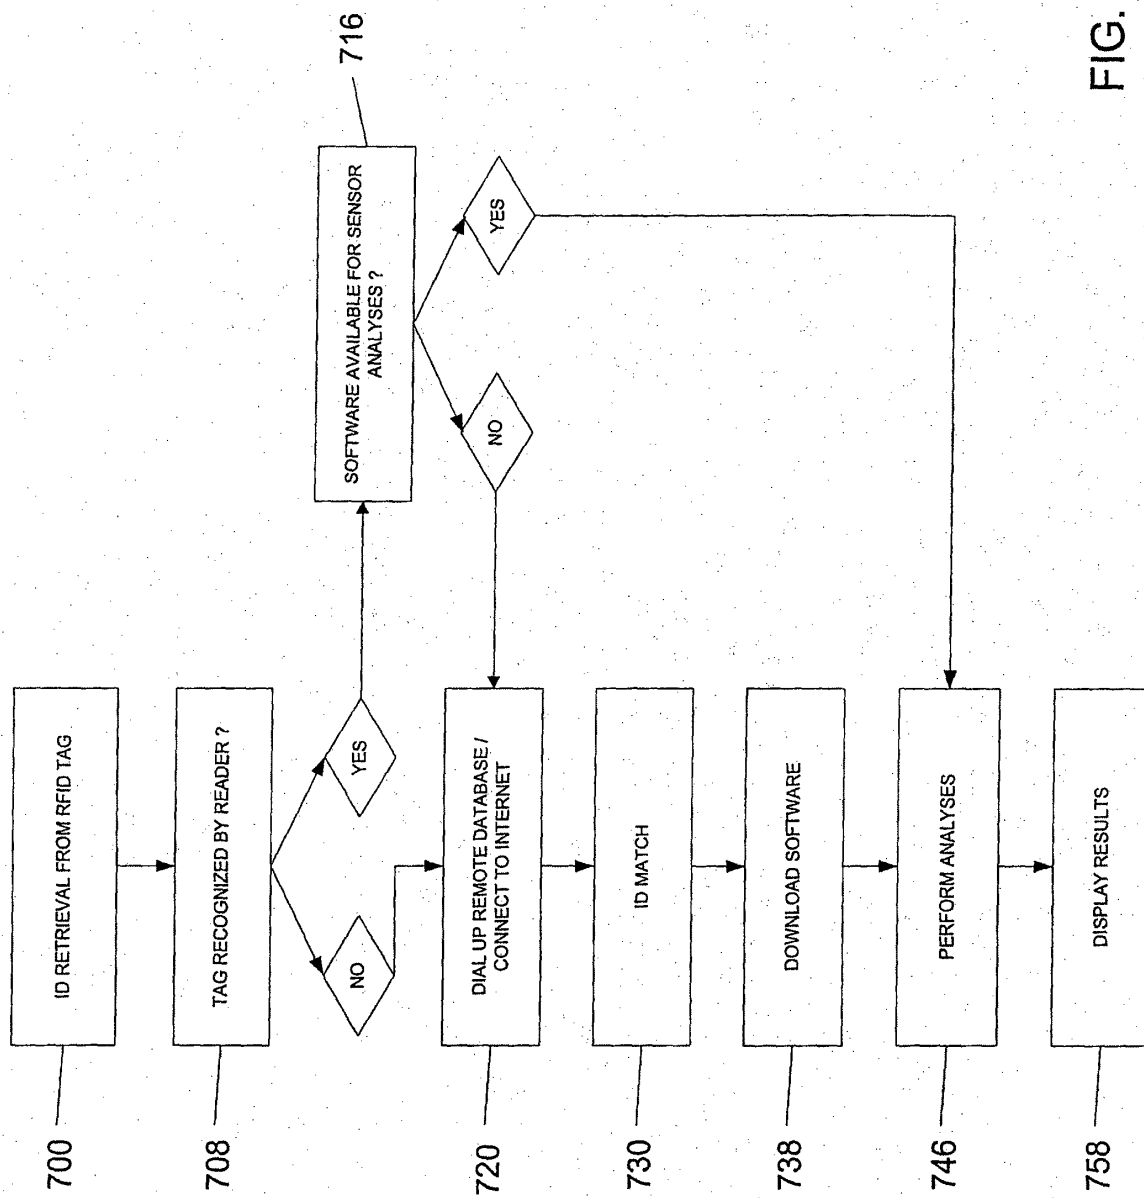 700
ID RETRIEVAL FROM RFID TAG
708
TAG RECOGNIZED BY READER ?
NO
YES
716
SOFTWARE AVAILABLE FOR SENSOR
ANALYSES ?
NO
YES
720
DIAL UP REMOTE DATABASE /
CONNECT TO INTERNET
730
ID MATCH
738
DOWNLOAD SOFTWARE
746
PERFORM ANALYSES
758
DISPLAY RESULTS
FIG.